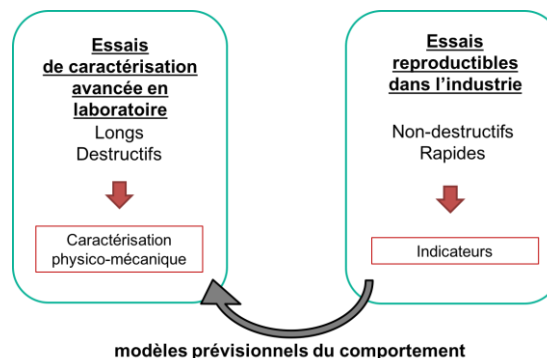 Essais
de caractérisation
avancée en
laboratoire
Longs
Destructifs
Caractérisation
physico-mécanique
Essais
reproductibles
dans l'industrie
Non-destructifs
Rapides
Indicateurs
modèles prévisionnels du comportement